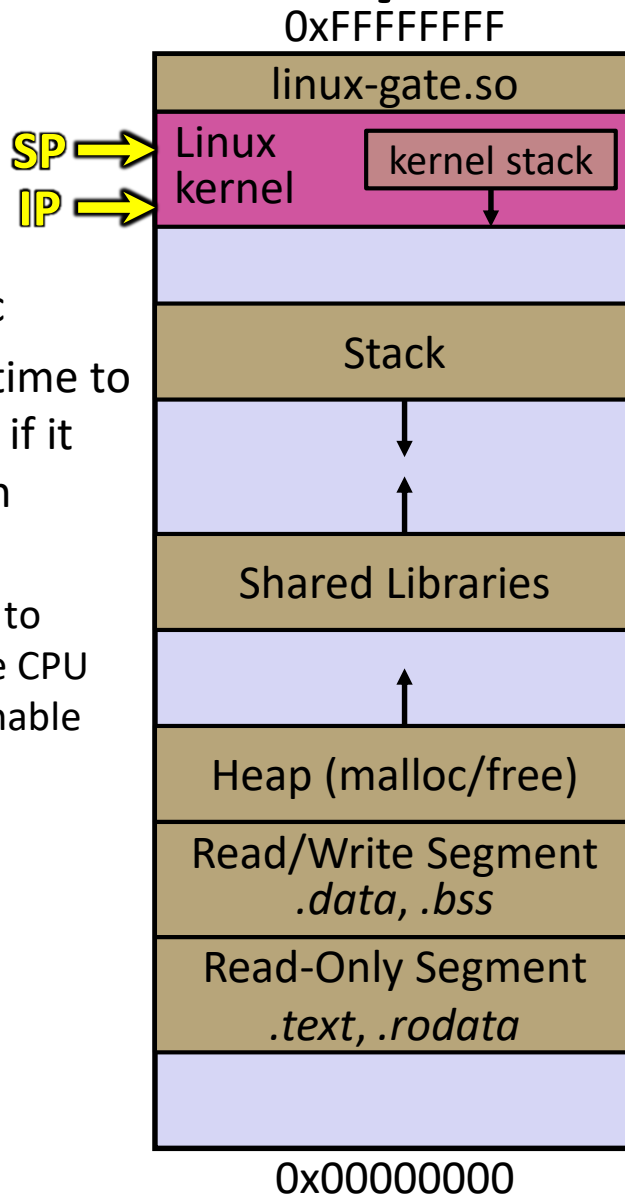 0xFFFFFFFF
linux-gate.so
SP
Linux
kernel
kernel stack
IP
Stack
time to
if it
Shared Libraries
to
CPU
Heap (malloc/free)
Read/Write Segment
.data, .bss
Read-Only Segment
.text, .rodata
0x00000000